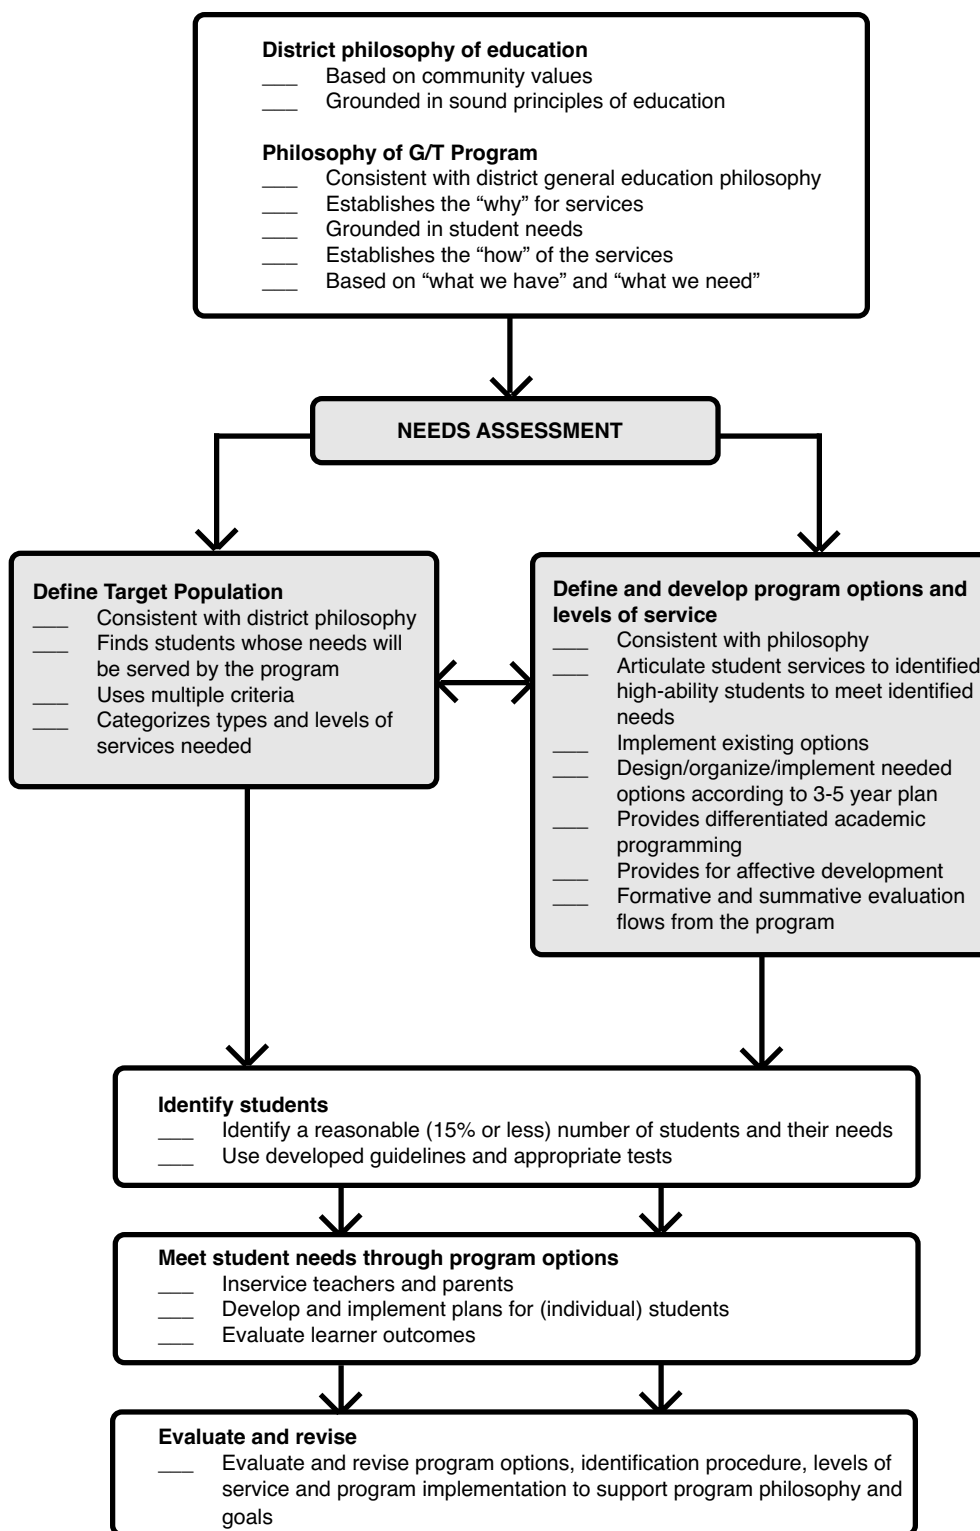 District philosophy of education
___ Based on community values
___ Grounded in sound principles of education
Philosophy of G/T Program
___ Consistent with district general education philosophy
___ Establishes the “why” for services
___ Grounded in student needs
___ Establishes the “how” of the services
___ Based on “what we have” and “what we need”
NEEDS ASSESSMENT
Define Target Population
___ Consistent with district philosophy
___ Finds students whose needs will
be served by the program
___ Uses multiple criteria
___ Categorizes types and levels of
services needed
Define and develop program options and
levels of service
___ Consistent with philosophy
___ Articulate student services to identified
high-ability students to meet identified
needs
___ Implement existing options
___ Design/organize/implement needed
options according to 3-5 year plan
___ Provides differentiated academic
programming
___ Provides for affective development
___ Formative and summative evaluation
flows from the program
Identify students
___ Identify a reasonable (15% or less) number of students and their needs
___ Use developed guidelines and appropriate tests
Meet student needs through program options
___ Inservice teachers and parents
___ Develop and implement plans for (individual) students
___ Evaluate learner outcomes
Evaluate and revise
___ Evaluate and revise program options, identification procedure, levels of
service and program implementation to support program philosophy and
goals